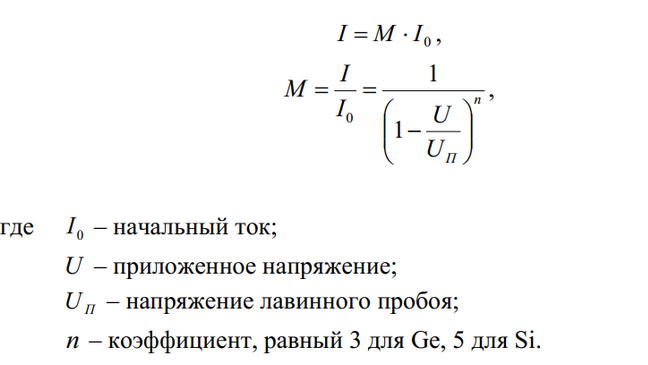 I = M · I₀ ,
M = I / I₀ = 1 / (1 − U / U_П)ⁿ ,
где I₀ – начальный ток;
U – приложенное напряжение;
U_П – напряжение лавинного пробоя;
n – коэффициент, равный 3 для Ge, 5 для Si.